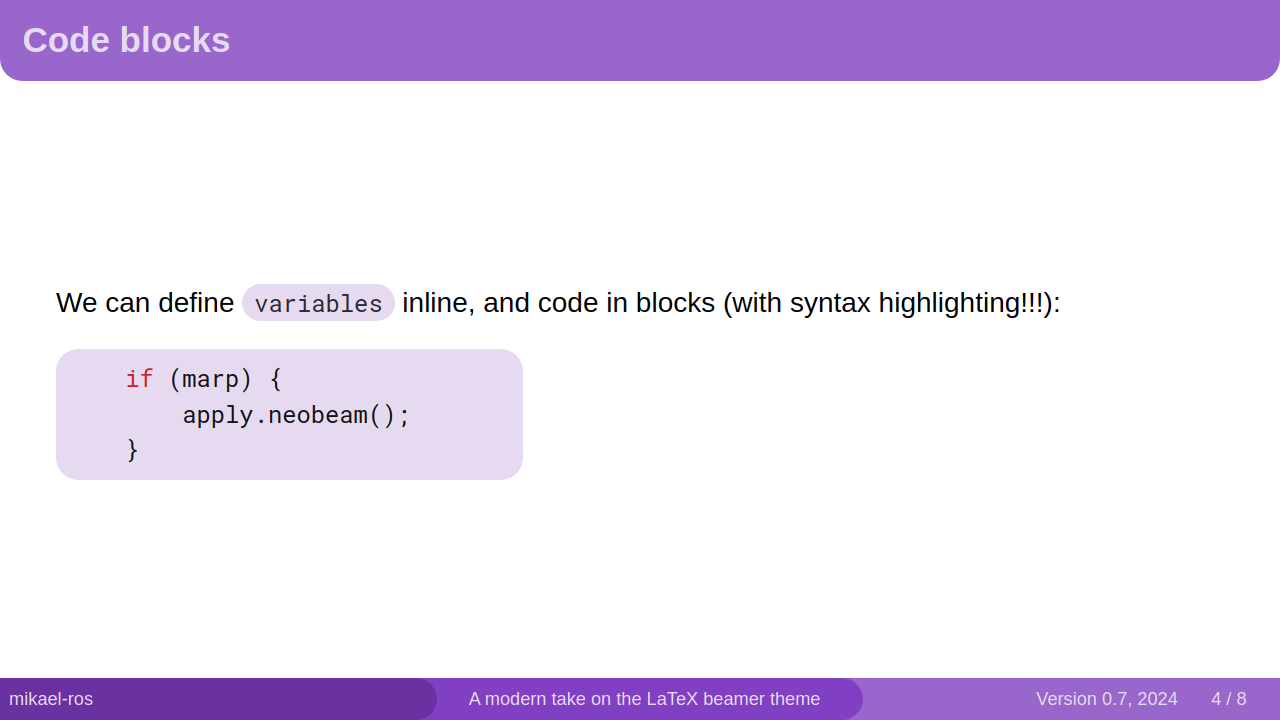 Code blocks
We can define variables inline, and code in blocks (with syntax highlighting!!!):
if (marp) {
    apply.neobeam();
}
mikael-ros
A modern take on the LaTeX beamer theme
Version 0.7, 2024
4 / 8